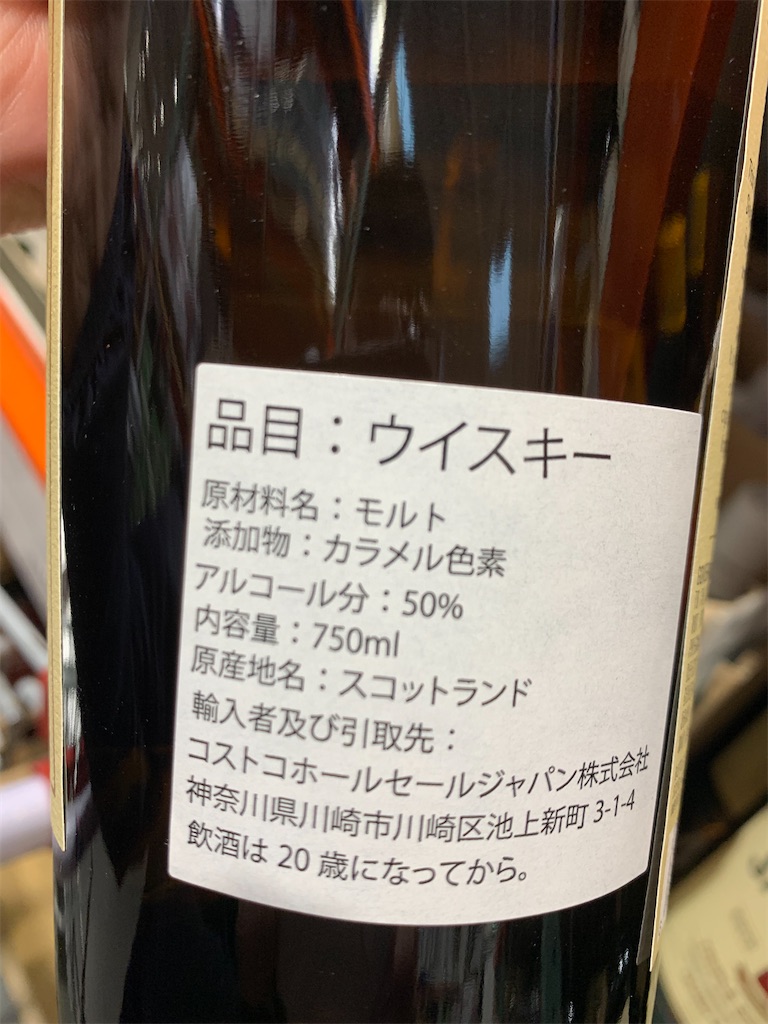 品目：ウイスキー
原材料名：モルト
添加物：カラメル色素
アルコール分：50%
内容量：750ml
原産地名：スコットランド
輸入者及び引取先：
コストコホールセールジャパン株式会社
神奈川県川崎市川崎区池上新町 3-1-4
飲酒は 20 歳になってから。